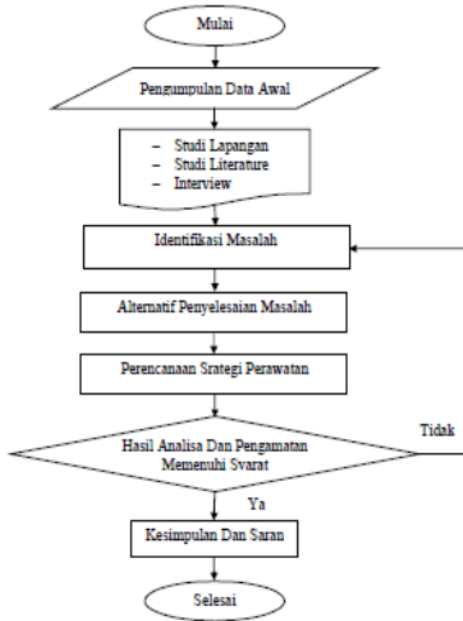 Mulai
Pengumpulan Data Awal
– Studi Lapangan
– Studi Literature
– Interview
Identifikasi Masalah
Alternatif Penyelesaian Masalah
Perencanaan Srategi Perawatan
Hasil Analisa Dan Pengamatan
Memenuhi Svarat
Tidak
Ya
Kesimpulan Dan Saran
Selesai